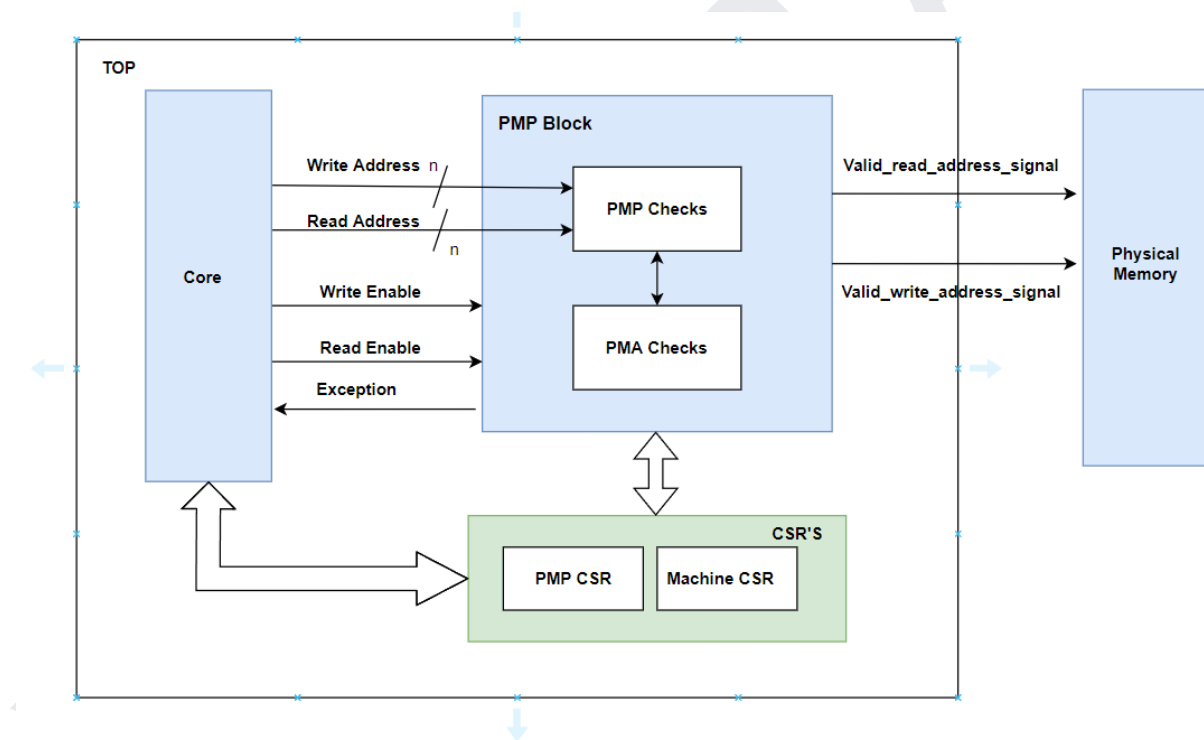 TOP
PMP Block
Write Address n
Valid_read_address_signal
PMP Checks
Read Address
n
Core
Physical
Memory
Write Enable
Valid_write_address_signal
Read Enable
PMA Checks
Exception
CSR'S
PMP CSR
Machine CSR